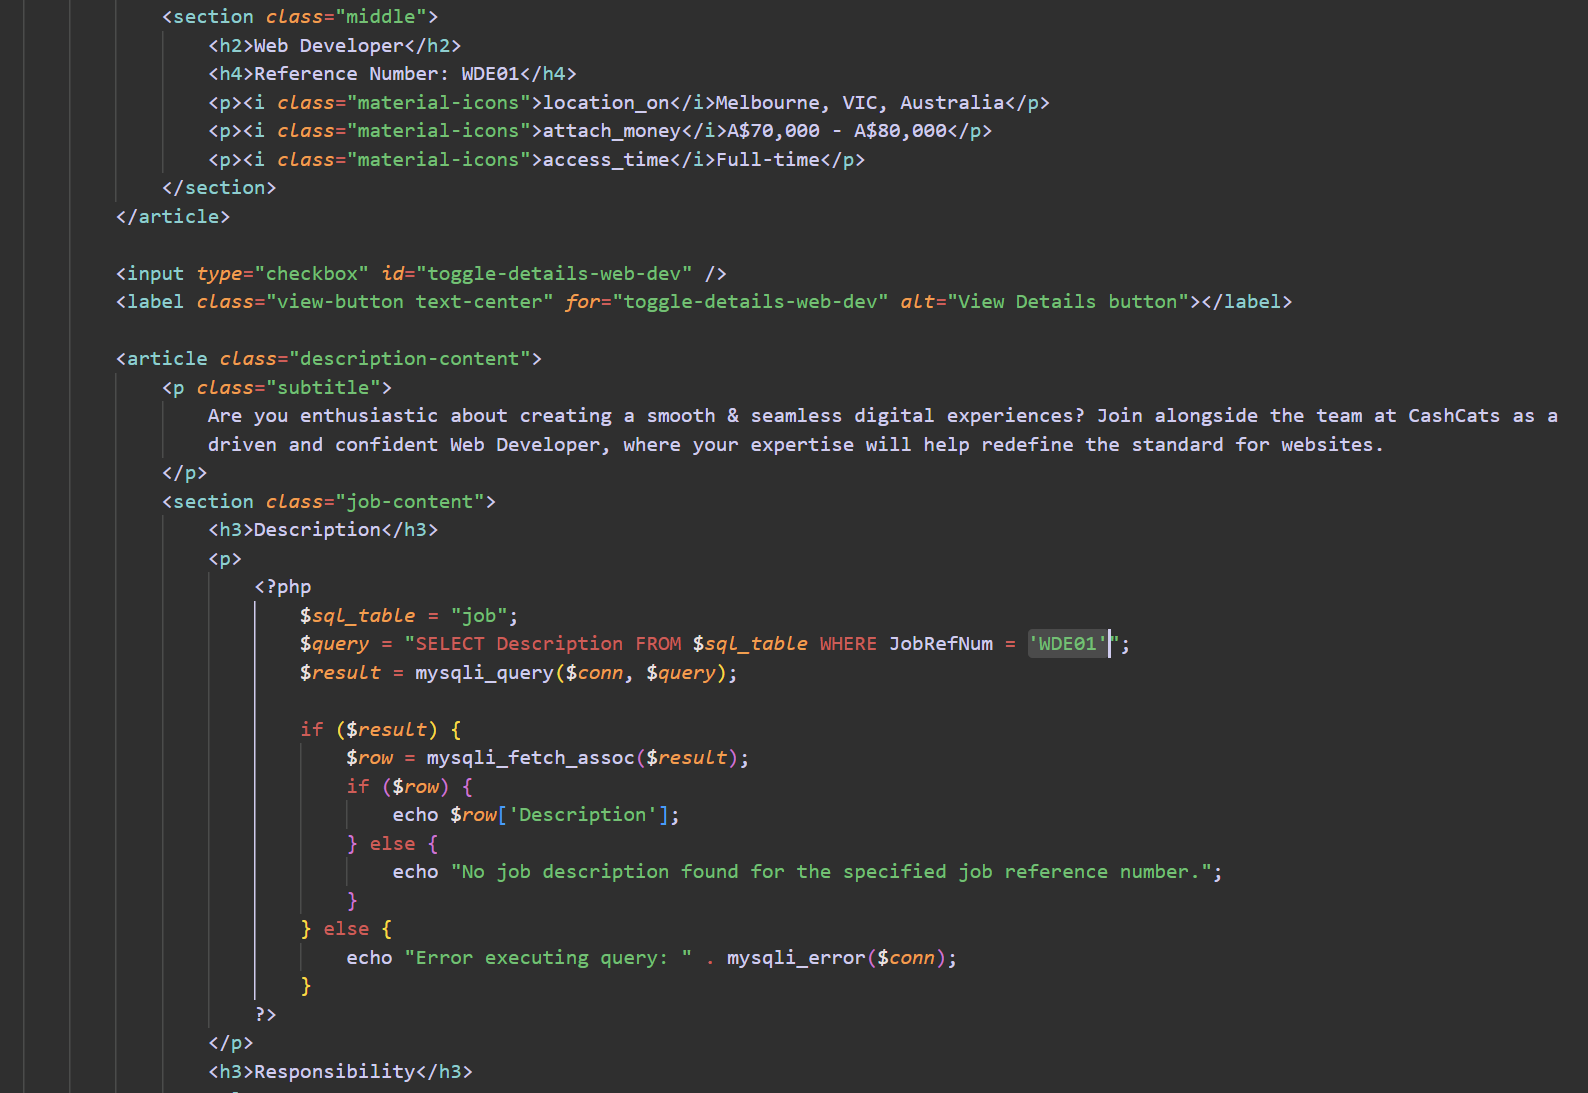 <section class="middle">
<h2>Web Developer</h2>
<h4>Reference Number: WDE01</h4>
<p><i class="material-icons">location_on</i>Melbourne, VIC, Australia</p>
<p><i class="material-icons">attach_money</i>A$70,000 - A$80,000</p>
<p><i class="material-icons">access_time</i>Full-time</p>
</section>
</article>
<input type="checkbox" id="toggle-details-web-dev" />
<label class="view-button text-center" for="toggle-details-web-dev" alt="View Details button"></label>
<article class="description-content">
<p class="subtitle">
Are you enthusiastic about creating a smooth & seamless digital experiences? Join alongside the team at CashCats as a
driven and confident Web Developer, where your expertise will help redefine the standard for websites.
</p>
<section class="job-content">
<h3>Description</h3>
<p>
<?php
$sql_table = "job";
$query = "SELECT Description FROM $sql_table WHERE JobRefNum = 'WDE01'";
$result = mysqli_query($conn, $query);
if ($result) {
$row = mysqli_fetch_assoc($result);
if ($row) {
echo $row['Description'];
} else {
echo "No job description found for the specified job reference number.";
}
} else {
echo "Error executing query: " . mysqli_error($conn);
}
?>
</p>
<h3>Responsibility</h3>